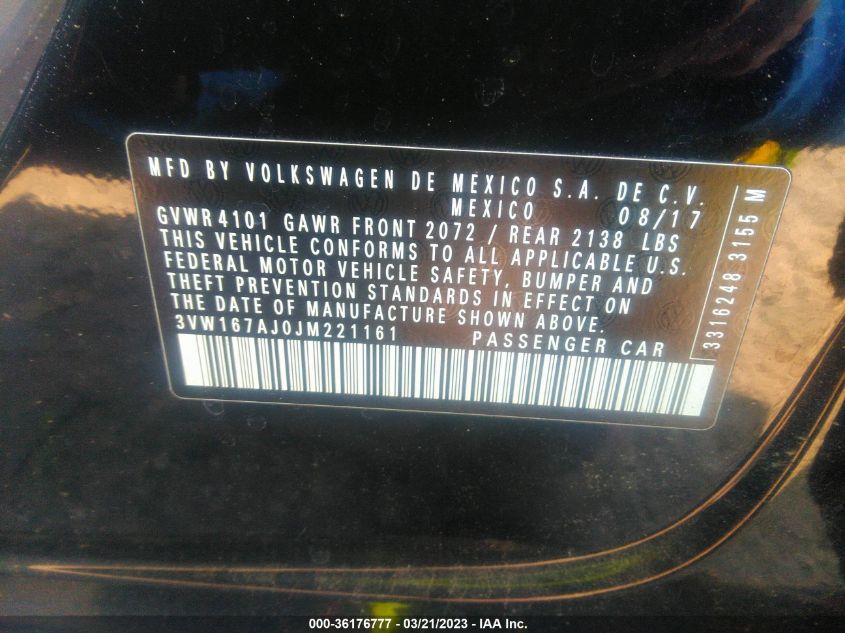 MFD BY VOLKSWAGEN DE MEXICO S.A. DE C.V.
MEXICO 08/17
GVWR 4101 GAWR FRONT 2072 / REAR 2138 LBS
THIS VEHICLE CONFORMS TO ALL APPLICABLE U.S.
FEDERAL MOTOR VEHICLE SAFETY, BUMPER AND
THEFT PREVENTION STANDARDS IN EFFECT ON
THE DATE OF MANUFACTURE SHOWN ABOVE.
3VW167AJ0JM221161 PASSENGER CAR
3316248 3155 M
000-36176777 - 03/21/2023 - IAA Inc.